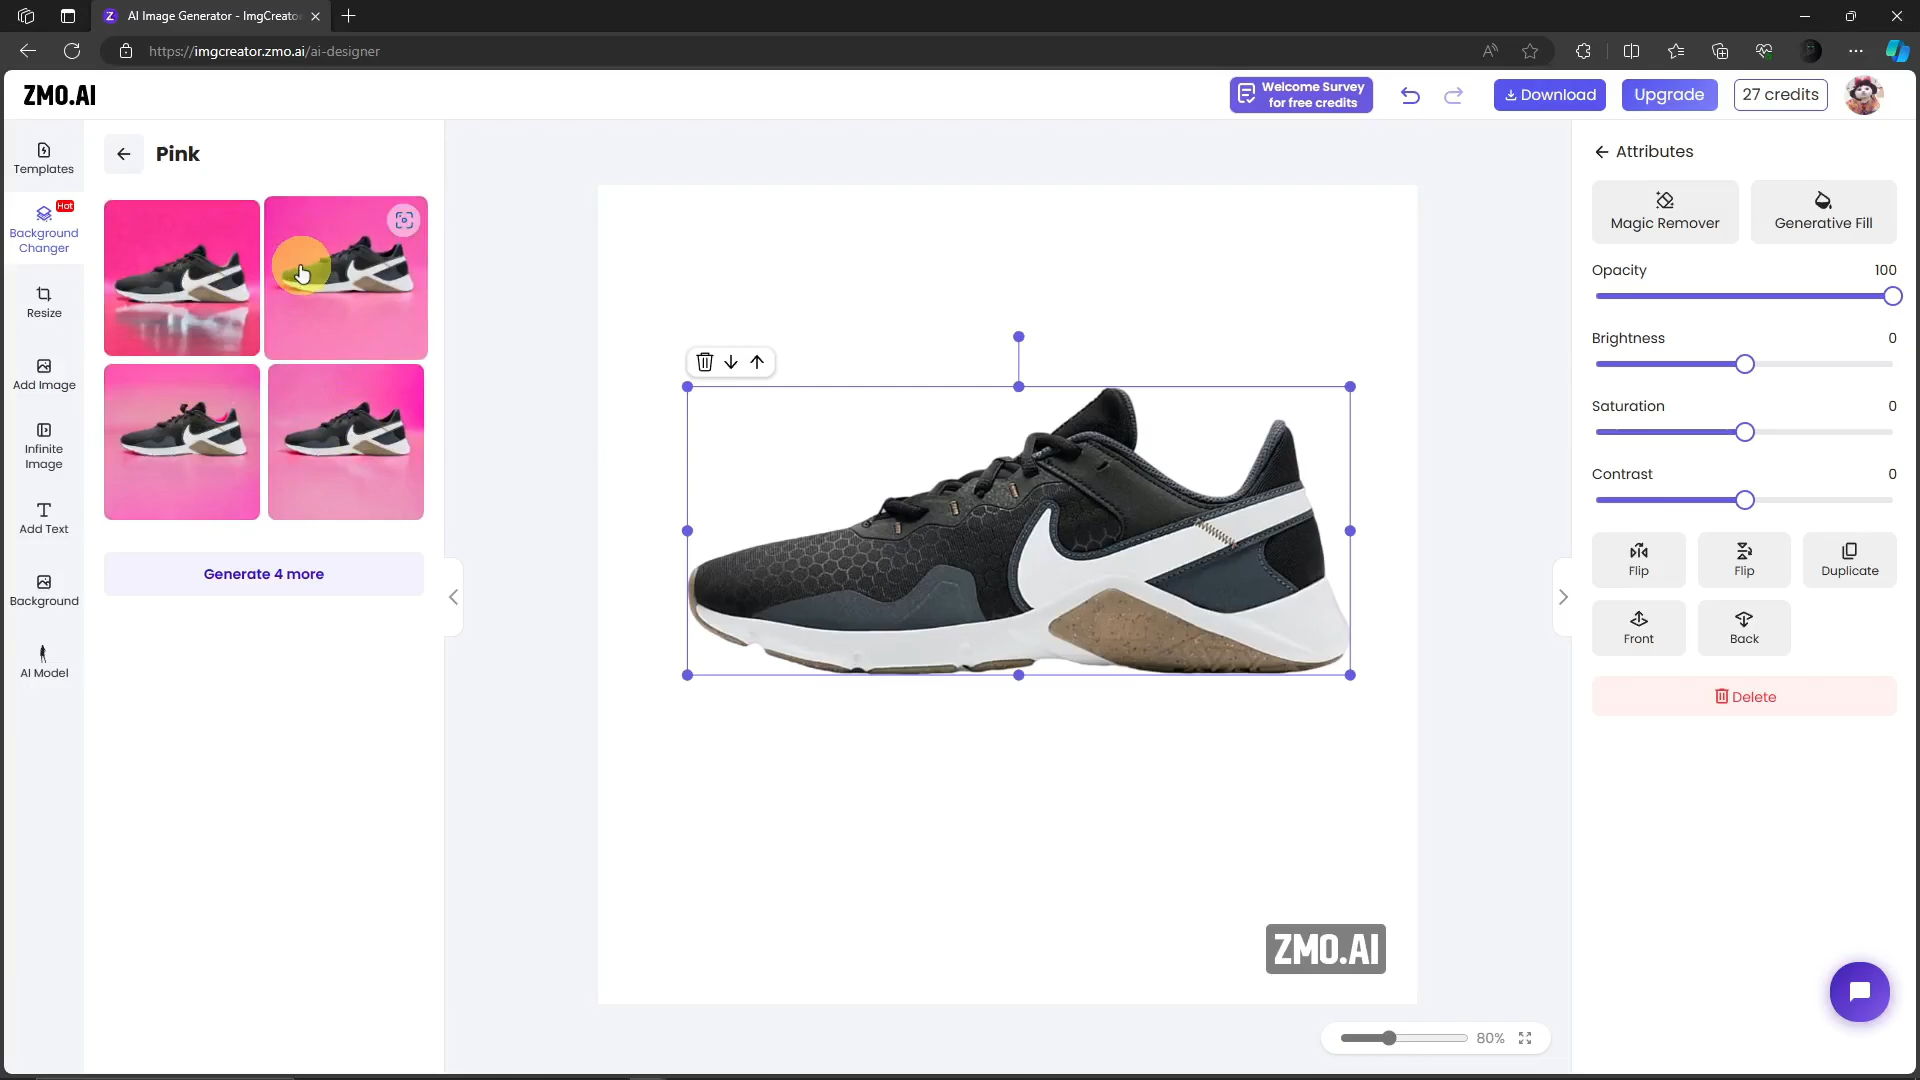 AI Image Generator - ImgCreato
https://imgcreator.zmo.ai/ai-designer
ZMO.AI
Welcome Survey
for free credits
Download
Upgrade
27 credits
Templates
Hot
Background
Changer
Resize
Add Image
Infinite
Image
Add Text
Background
AI Model
Pink
Generate 4 more
ZMO.AI
80%
Attributes
Magic Remover
Generative Fill
Opacity 100
Brightness 0
Saturation 0
Contrast 0
Flip Flip Duplicate
Front Back
Delete